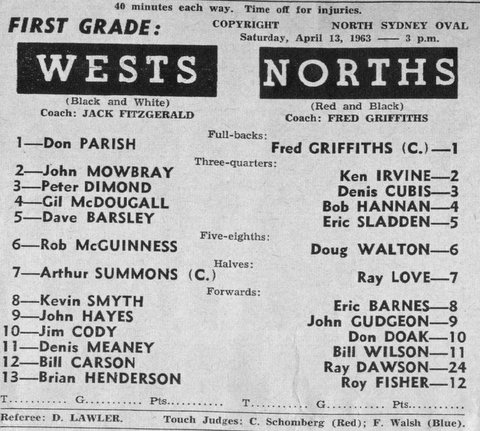 40 minutes each way. Time off for injuries.
FIRST GRADE:
COPYRIGHT NORTH SYDNEY OVAL
Saturday, April 13, 1963 — 3 p.m.
WESTS NORTHS
(Black and White) (Red and Black)
Coach: JACK FITZGERALD Coach: FRED GRIFFITHS
Full-backs:
1—Don PARISH Fred GRIFFITHS (C.)—1
Three-quarters:
2—John MOWBRAY Ken IRVINE—2
3—Peter DIMOND Denis CUBIS—3
4—Gil McDOUGALL Bob HANNAN—4
5—Dave BARSLEY Eric SLADDEN—5
Five-eighths:
6—Rob McGUINNESS Doug WALTON—6
Halves:
7—Arthur SUMMONS (C.) Ray LOVE—7
Forwards:
8—Kevin SMYTH Eric BARNES—8
9—John HAYES John GUDGEON—9
10—Jim CODY Don DOAK—10
11—Denis MEANEY Bill WILSON—11
12—Bill CARSON Ray DAWSON—24
13—Brian HENDERSON Roy FISHER—12
T.......... G.......... Pts.......... T.......... G.......... Pts..........
Referee: D. LAWLER. Touch Judges: C. Schomberg (Red); F. Walsh (Blue).